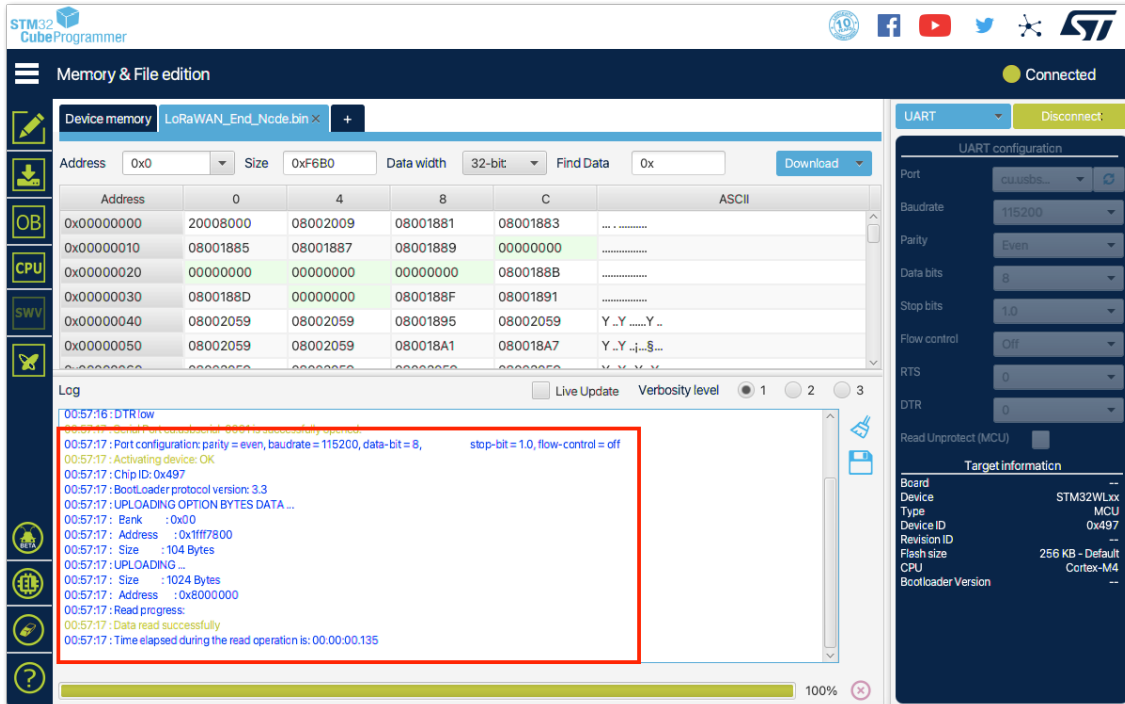 STM32
CubeProgrammer
10
Memory & File edition
Connected
Device memory LoRaWAN_End_Node.bin × +
UART Disconnect
Address 0x0 Size 0xF6B0 Data width 32-bit Find Data 0x Download
Address 0 4 8 C ASCII
0x00000000 20008000 08002009 08001881 08001883 ... . ..........
0x00000010 08001885 08001887 08001889 00000000 ................
0x00000020 00000000 00000000 00000000 0800188B ................
0x00000030 0800188D 00000000 0800188F 08001891 ................
0x00000040 08002059 08002059 08001895 08002059 Y ..Y ......Y ..
0x00000050 08002059 08002059 080018A1 080018A7 Y ..Y ..¡...§...
OB
CPU
SWV
BETA
?
Log Live Update Verbosity level 1 2 3
00:57:16 : DTR low
00:57:17 : Port configuration: parity = even, baudrate = 115200, data-bit = 8, stop-bit = 1.0, flow-control = off
00:57:17 : Activating device: OK
00:57:17 : Chip ID: 0x497
00:57:17 : BootLoader protocol version: 3.3
00:57:17 : UPLOADING OPTION BYTES DATA ...
00:57:17 : Bank : 0x00
00:57:17 : Address : 0x1fff7800
00:57:17 : Size : 104 Bytes
00:57:17 : UPLOADING ...
00:57:17 : Size : 1024 Bytes
00:57:17 : Address : 0x8000000
00:57:17 : Read progress:
00:57:17 : Data read successfully
00:57:17 : Time elapsed during the read operation is: 00:00:00.135
100%
UART configuration
Port cu.usbs...
Baudrate 115200
Parity Even
Data bits 8
Stop bits 1.0
Flow control Off
RTS 0
DTR 0
Read Unprotect (MCU)
Target information
Board --
Device STM32WLxx
Type MCU
Device ID 0x497
Revision ID --
Flash size 256 KB - Default
CPU Cortex-M4
Bootloader Version --